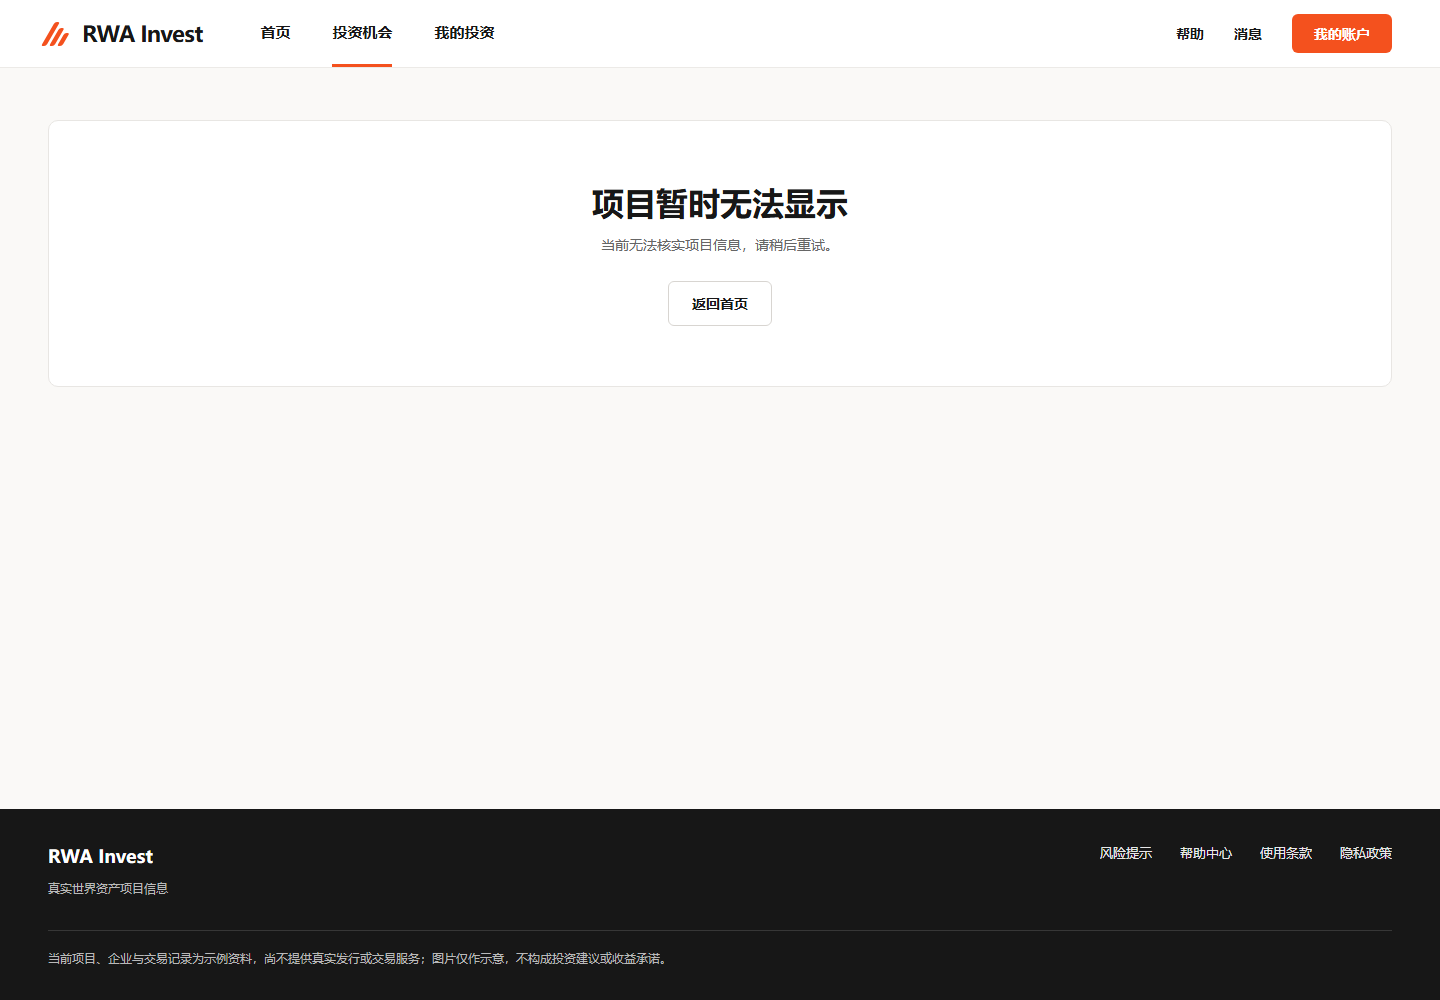 RWA Invest 首页 投资机会 我的投资 帮助 消息 我的账户
项目暂时无法显示
当前无法核实项目信息，请稍后重试。
返回首页
RWA Invest 风险提示 帮助中心 使用条款 隐私政策
真实世界资产项目信息
当前项目、企业与交易记录为示例资料，尚不提供真实发行或交易服务；图片仅作示意，不构成投资建议或收益承诺。